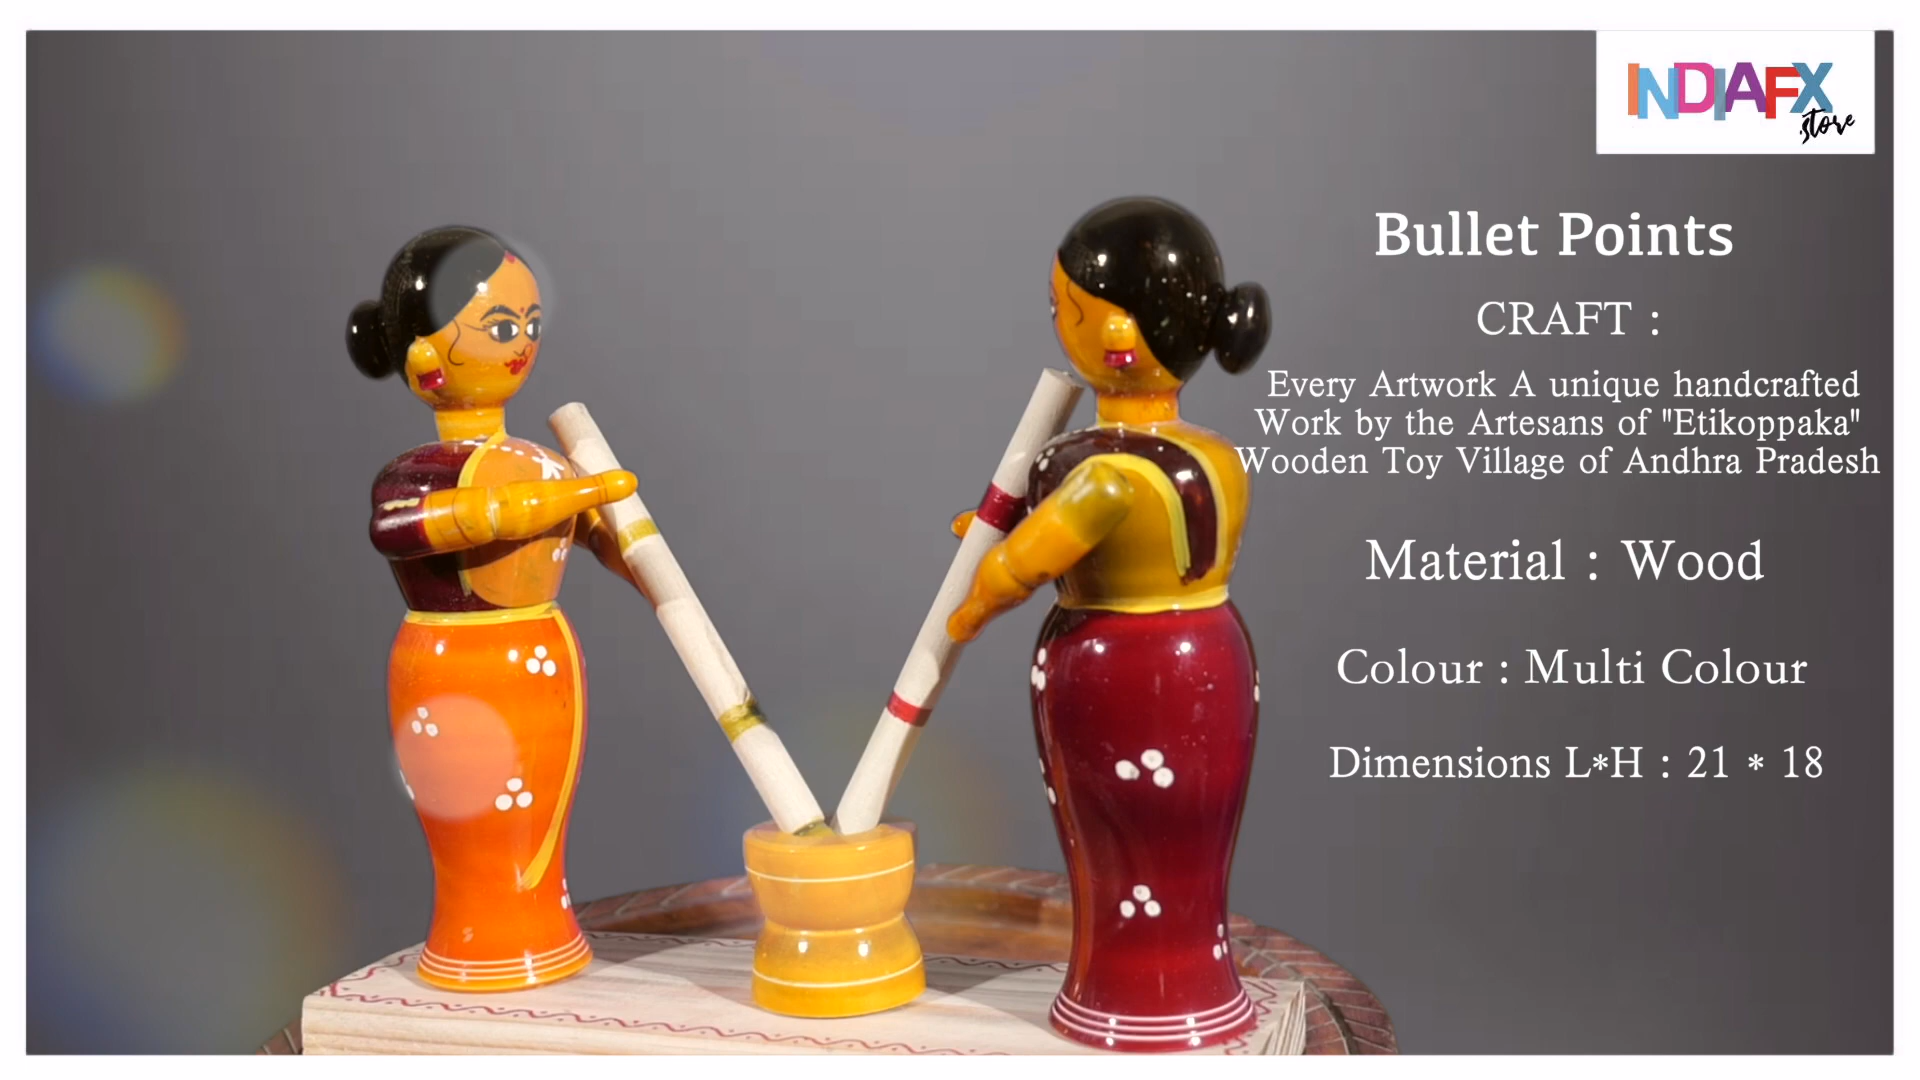 INDIAFX
store
Bullet Points
CRAFT :
Every Artwork A unique handcrafted
Work by the Artesans of "Etikoppaka"
Wooden Toy Village of Andhra Pradesh
Material : Wood
Colour : Multi Colour
Dimensions L*H : 21 * 18